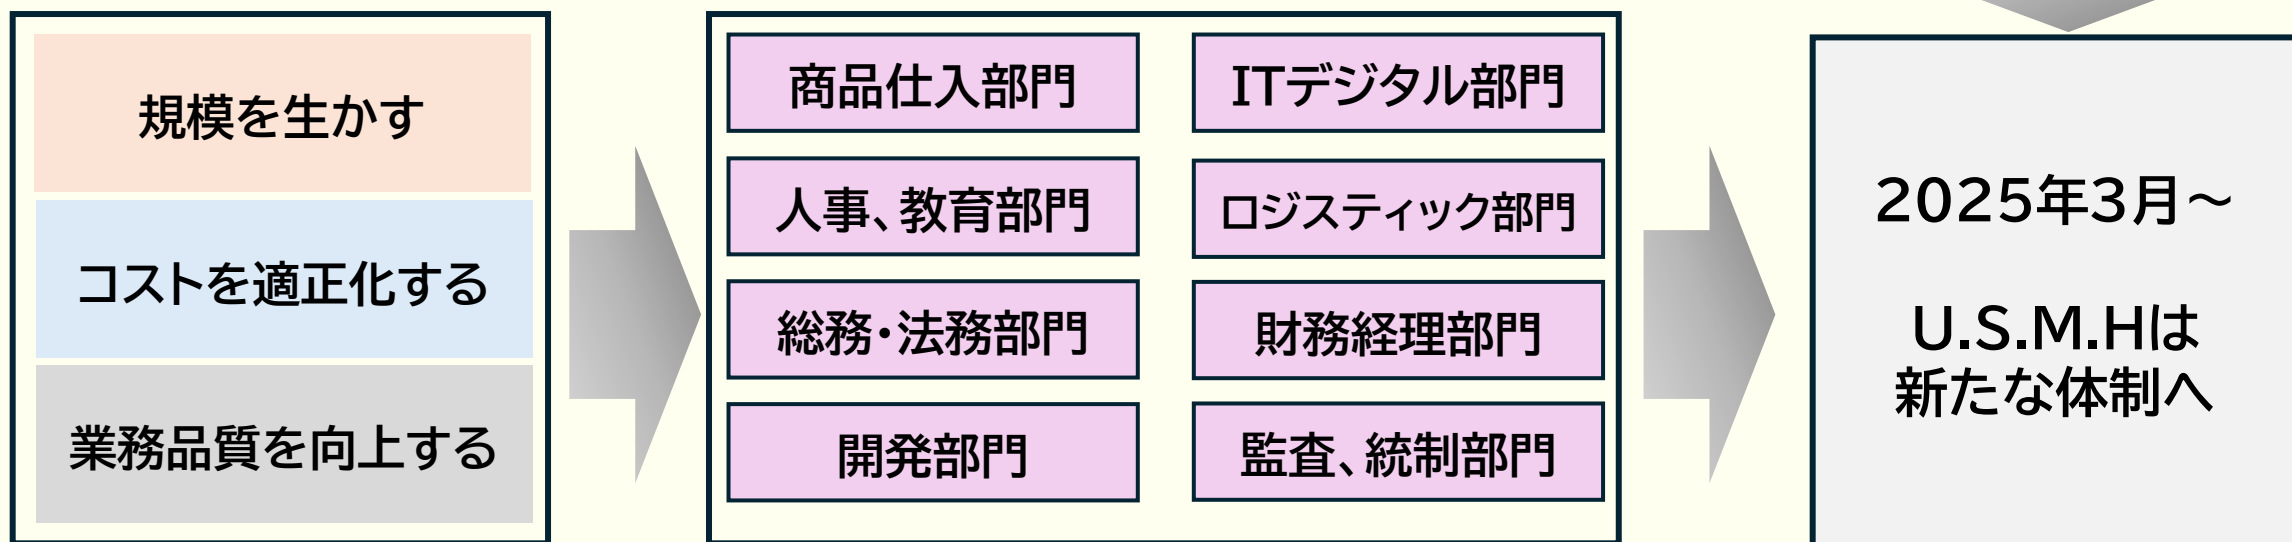 規模を生かす
コストを適正化する
業務品質を向上する
商品仕入部門
ITデジタル部門
人事、教育部門
ロジスティック部門
総務・法務部門
財務経理部門
開発部門
監査、統制部門
2025年3月～
U.S.M.Hは
新たな体制へ